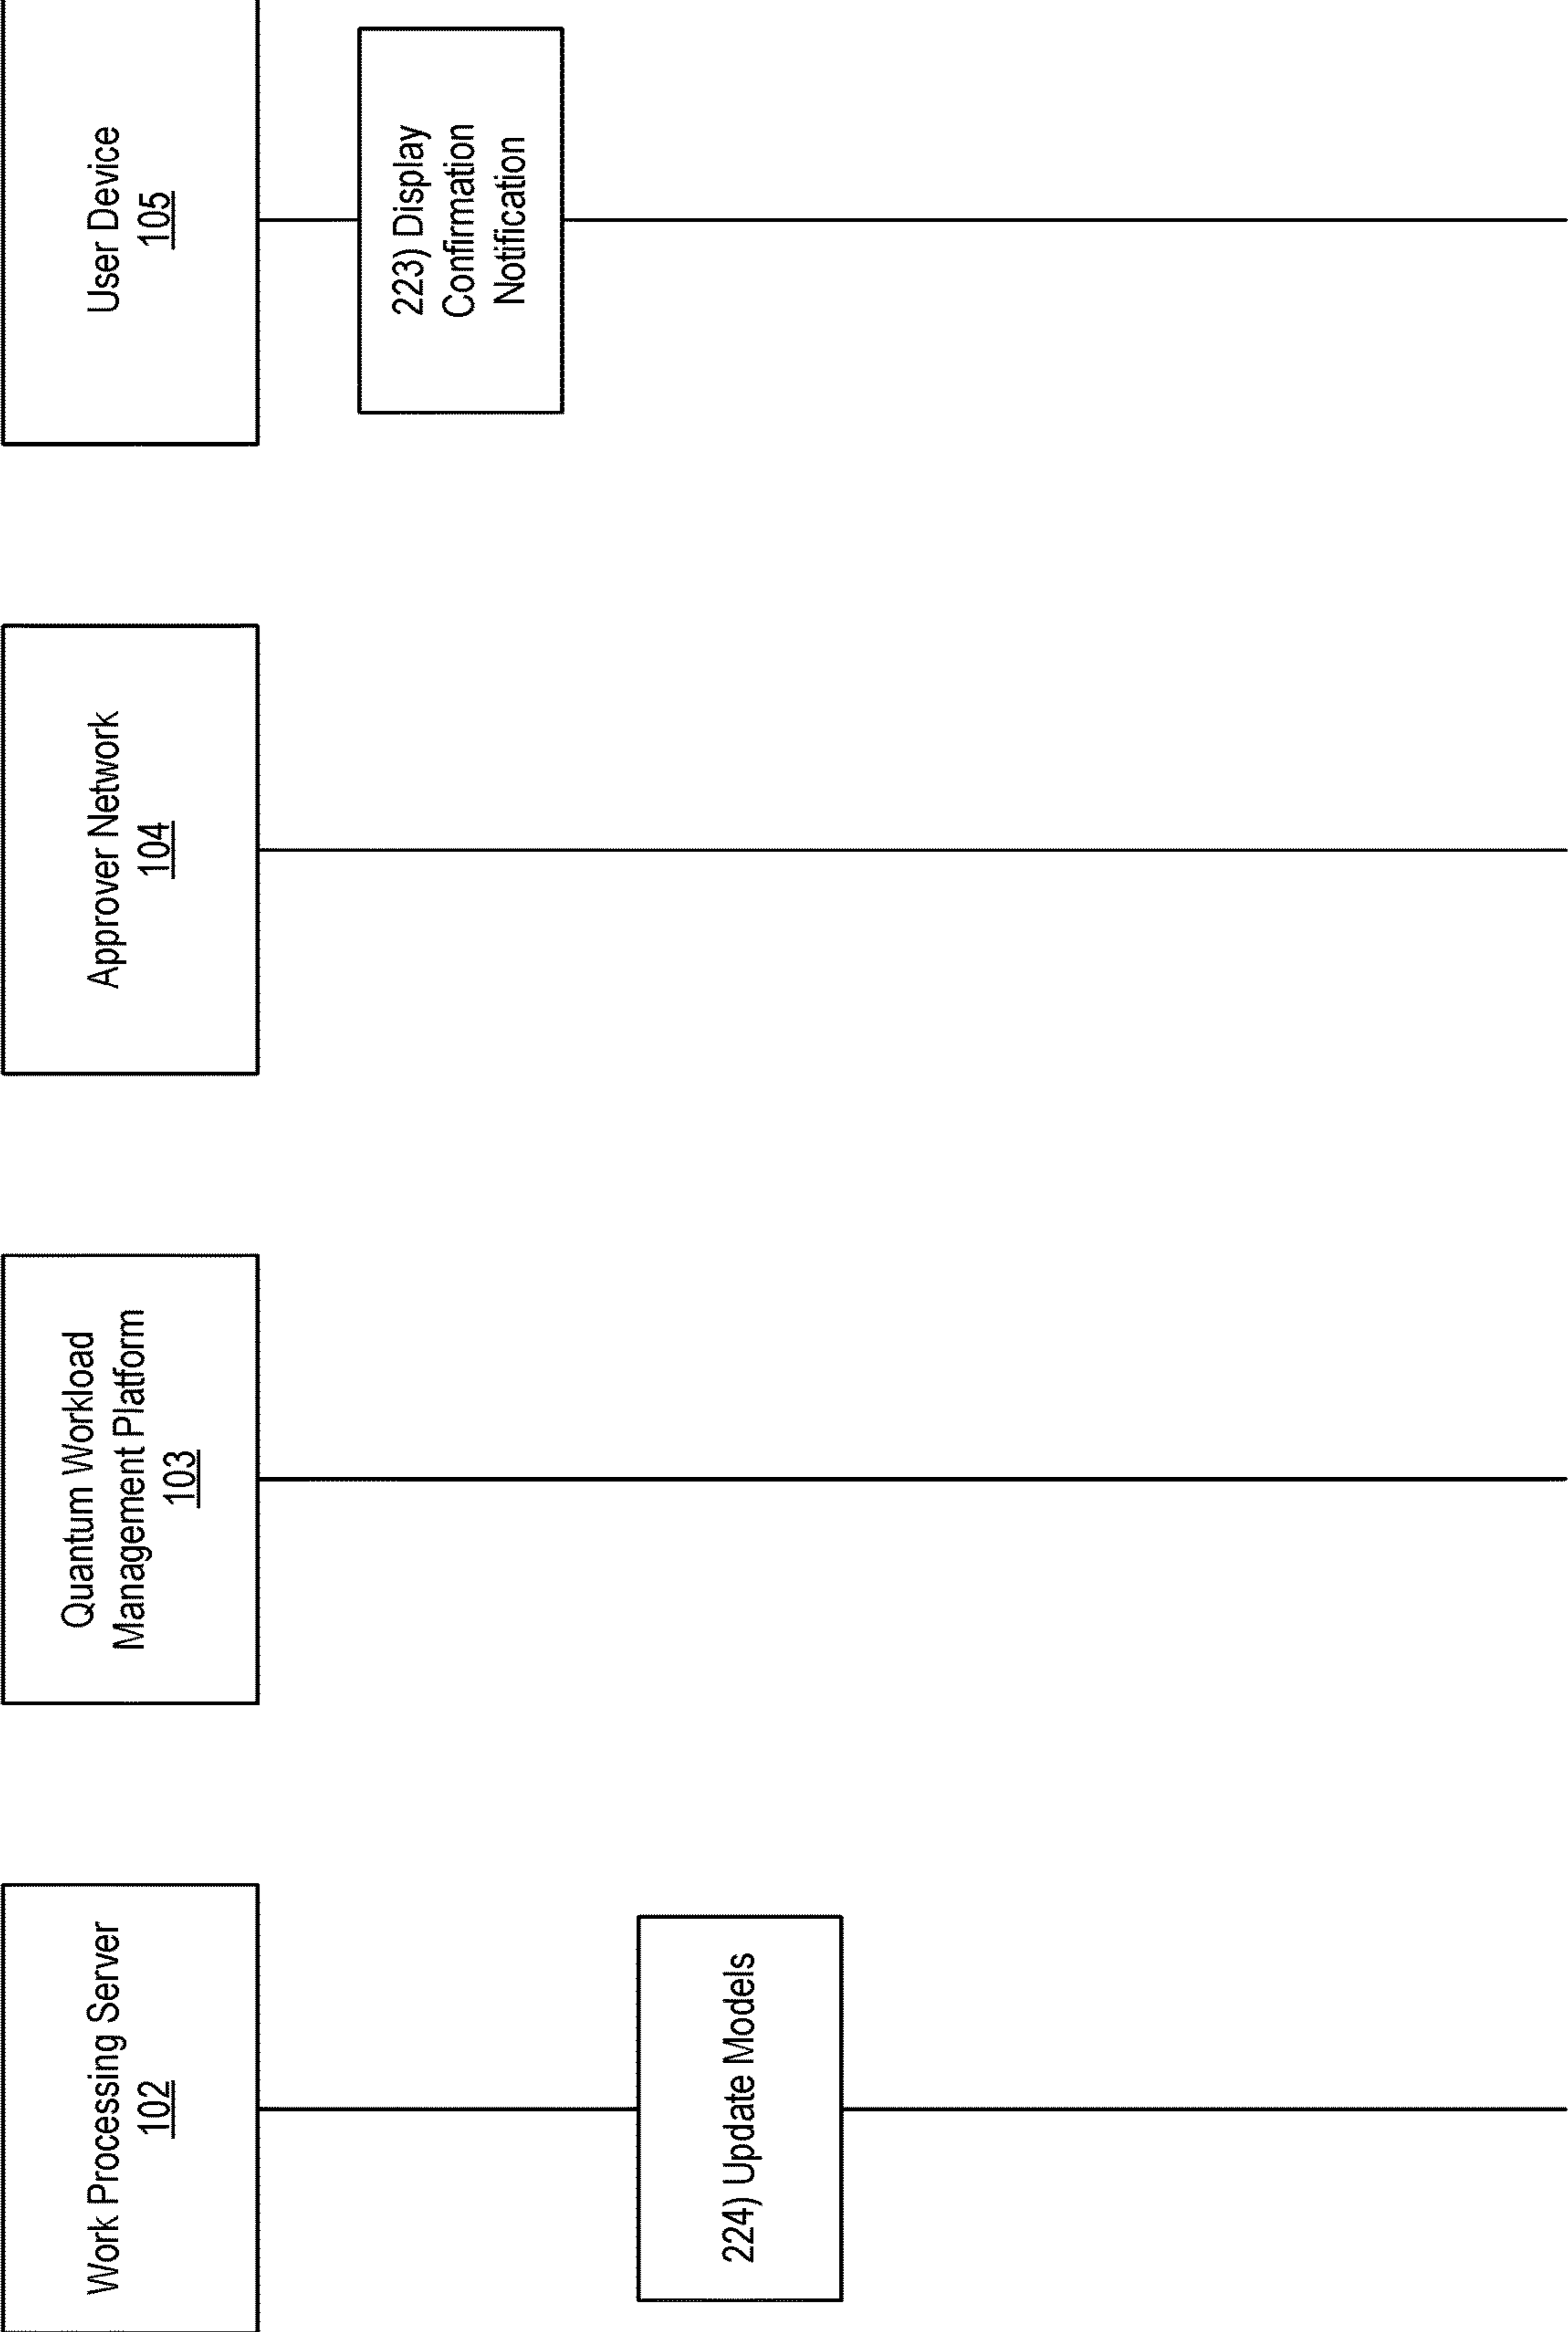 Work Processing Server
102
Quantum Workload
Management Platform
103
Approver Network
104
User Device
105
223) Display
Confirmation
Notification
224) Update Models